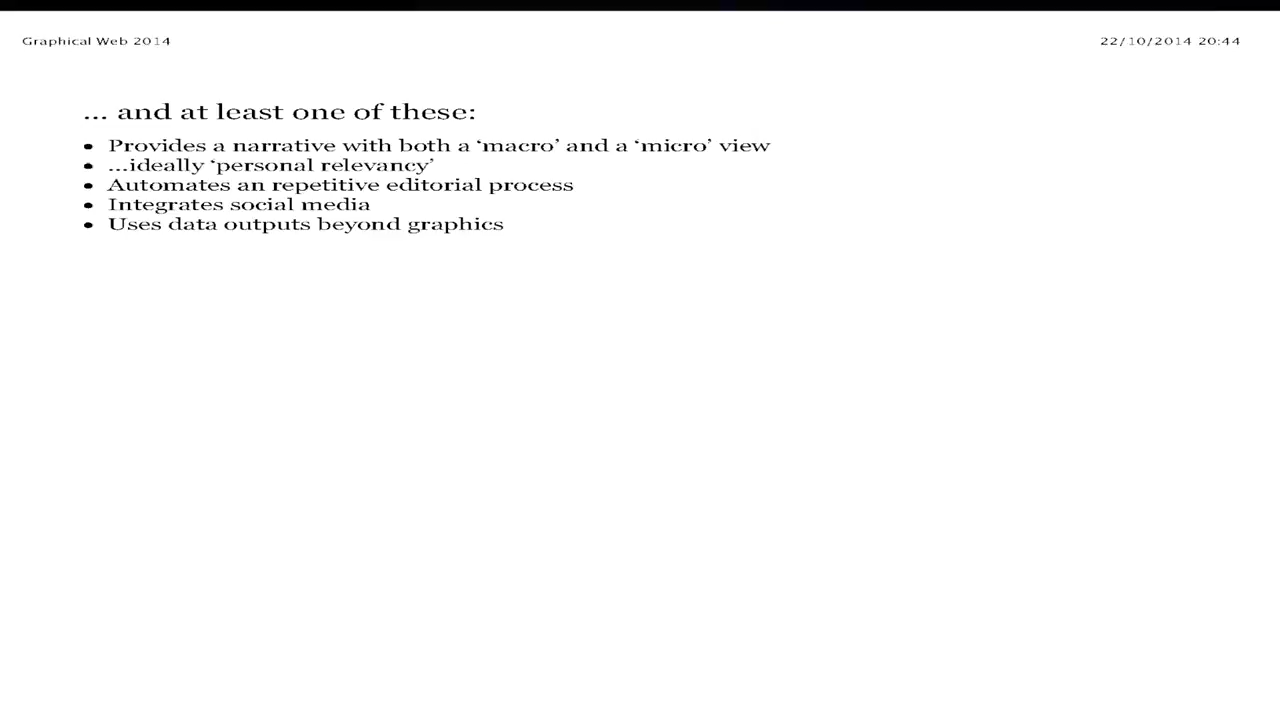 Graphical Web 2014
22/10/2014 20:44
... and at least one of these:
• Provides a narrative with both a ‘macro’ and a ‘micro’ view
• ...ideally ‘personal relevancy’
• Automates an repetitive editorial process
• Integrates social media
• Uses data outputs beyond graphics